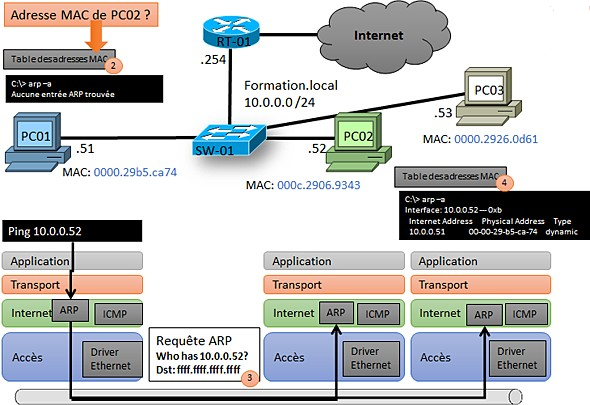 Adresse MAC de PC02 ?
Table des adresses MAC
2
C:\> arp –a
Aucune entrée ARP trouvée
RT-01
.254
Internet
Formation.local
10.0.0.0 /24
PC03
.53
MAC: 0000.2926.0d61
PC01
.51
MAC: 0000.29b5.ca74
SW-01
.52
PC02
MAC: 000c.2906.9343
Table des adresses MAC
4
C:\> arp –a
Interface: 10.0.0.52 — 0xb
Internet Address Physical Address Type
10.0.0.51 00-00-29-b5-ca-74 dynamic
Ping 10.0.0.52
Application
Transport
Internet
ARP
ICMP
Accès
Driver
Ethernet
Requête ARP
Who has 10.0.0.52?
Dst: ffff.ffff.ffff.ffff
3
Application
Transport
Internet
ARP
ICMP
Accès
Driver
Ethernet
Application
Transport
Internet
ARP
ICMP
Accès
Driver
Ethernet